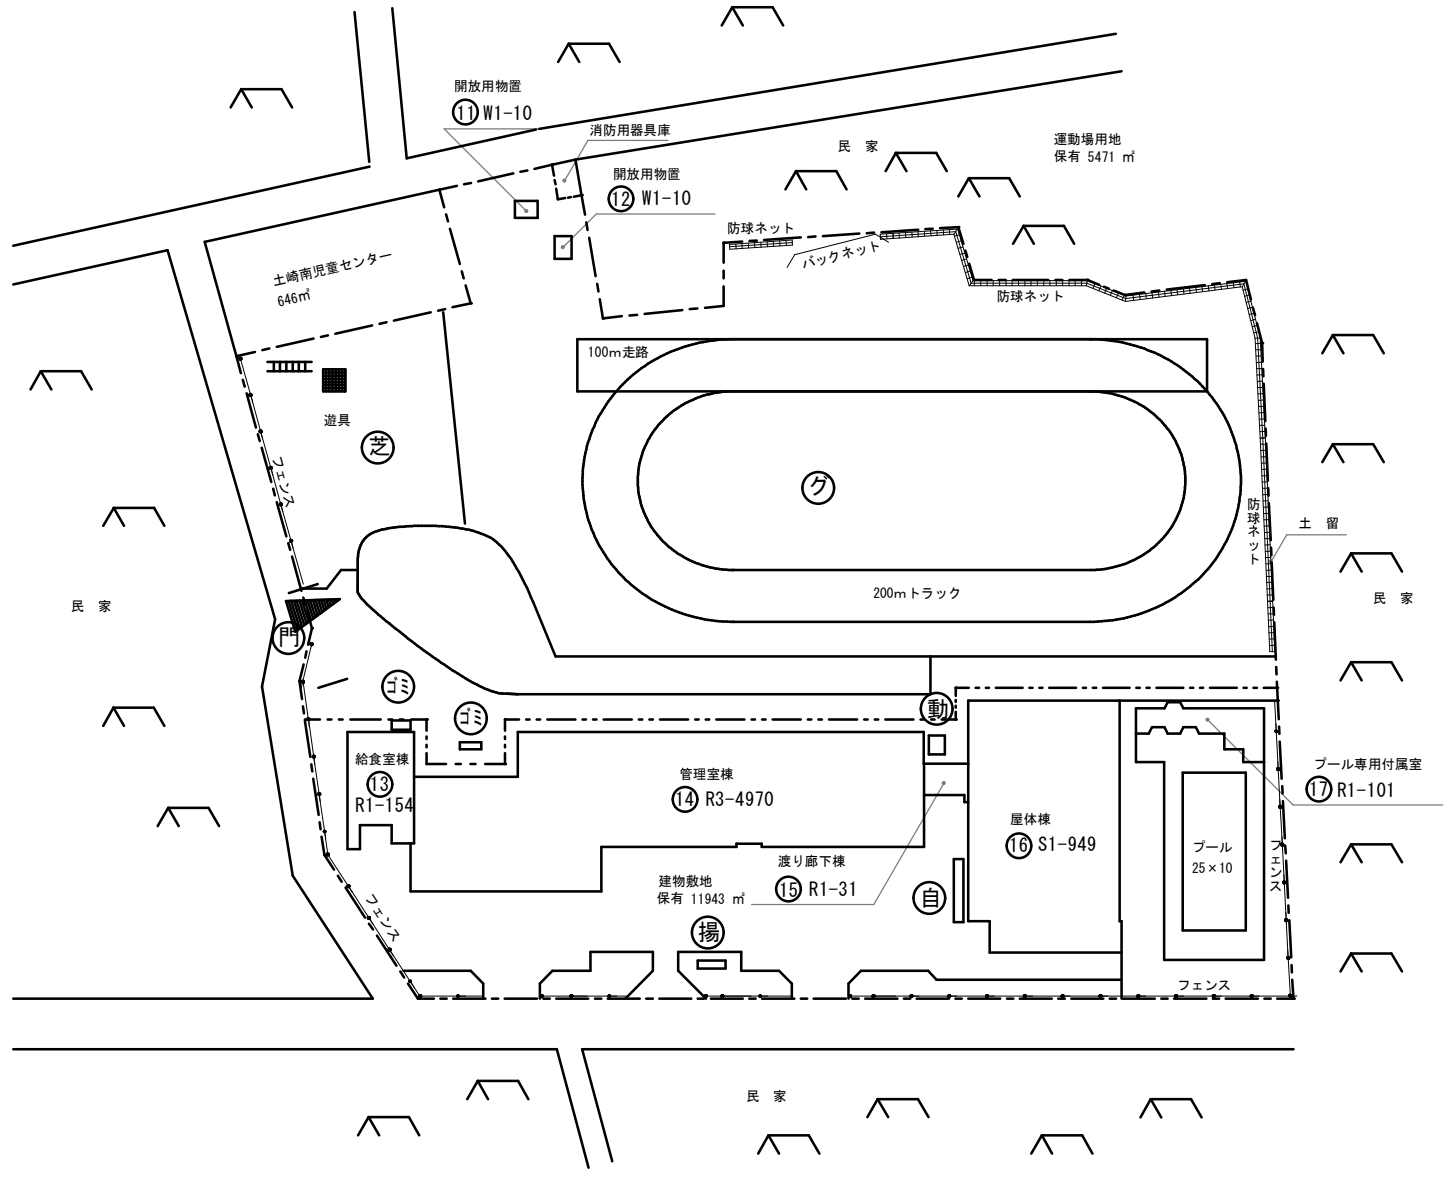 開放用物置
⑪ W1-10
消防用器具庫
開放用物置
⑫ W1-10
民 家
運動場用地
保有 5471 ㎡
防球ネット
バックネット
防球ネット
土崎南児童センター
646㎡
100m走路
遊具
芝
フェンス
グ
200mトラック
防球ネット
土 留
民 家
民 家
門
ゴミ
ゴミ
動
給食室棟
⑬
R1-154
管理室棟
⑭ R3-4970
屋体棟
⑯ S1-949
プール専用付属室
⑰ R1-101
プール
25×10
フェンス
渡り廊下棟
⑮ R1-31
建物敷地
保有 11943 ㎡
自
揚
フェンス
フェンス
民 家